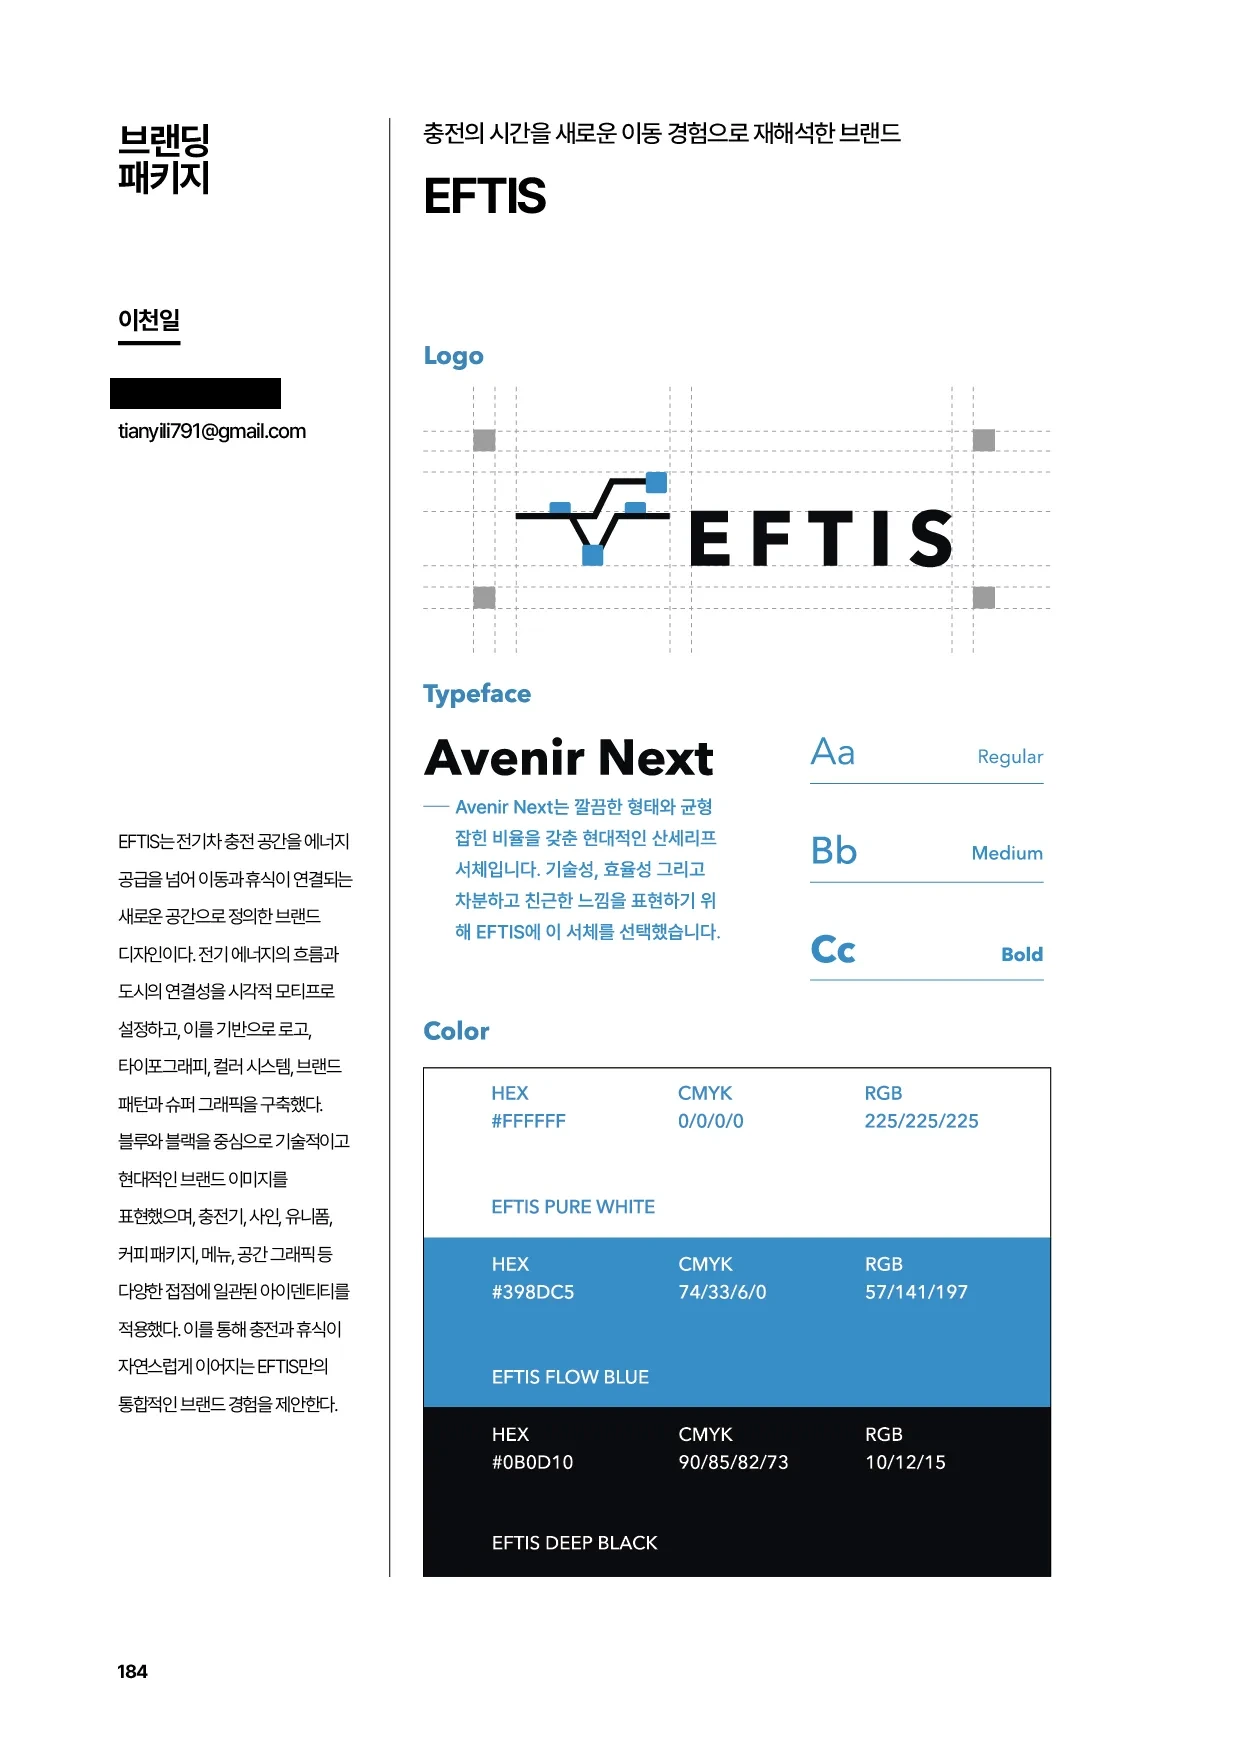 브랜딩
패키지
이천일
tianyili791@gmail.com
EFTIS는 전기차 충전 공간을 에너지
공급을 넘어 이동과 휴식이 연결되는
새로운 공간으로 정의한 브랜드
디자인이다. 전기 에너지의 흐름과
도시의 연결성을 시각적 모티프로
설정하고, 이를 기반으로 로고,
타이포그래피, 컬러 시스템, 브랜드
패턴과 슈퍼 그래픽을 구축했다.
블루와 블랙을 중심으로 기술적이고
현대적인 브랜드 이미지를
표현했으며, 충전기, 사인, 유니폼,
커피 패키지, 메뉴, 공간 그래픽 등
다양한 접점에 일관된 아이덴티티를
적용했다. 이를 통해 충전과 휴식이
자연스럽게 이어지는 EFTIS만의
통합적인 브랜드 경험을 제안한다.
184
충전의 시간을 새로운 이동 경험으로 재해석한 브랜드
EFTIS
Logo
EFTIS
Typeface
Avenir Next
Avenir Next는 깔끔한 형태와 균형
잡힌 비율을 갖춘 현대적인 산세리프
서체입니다. 기술성, 효율성 그리고
차분하고 친근한 느낌을 표현하기 위
해 EFTIS에 이 서체를 선택했습니다.
Aa Regular
Bb Medium
Cc Bold
Color
HEX CMYK RGB
#FFFFFF 0/0/0/0 225/225/225
EFTIS PURE WHITE
HEX CMYK RGB
#398DC5 74/33/6/0 57/141/197
EFTIS FLOW BLUE
HEX CMYK RGB
#0B0D10 90/85/82/73 10/12/15
EFTIS DEEP BLACK